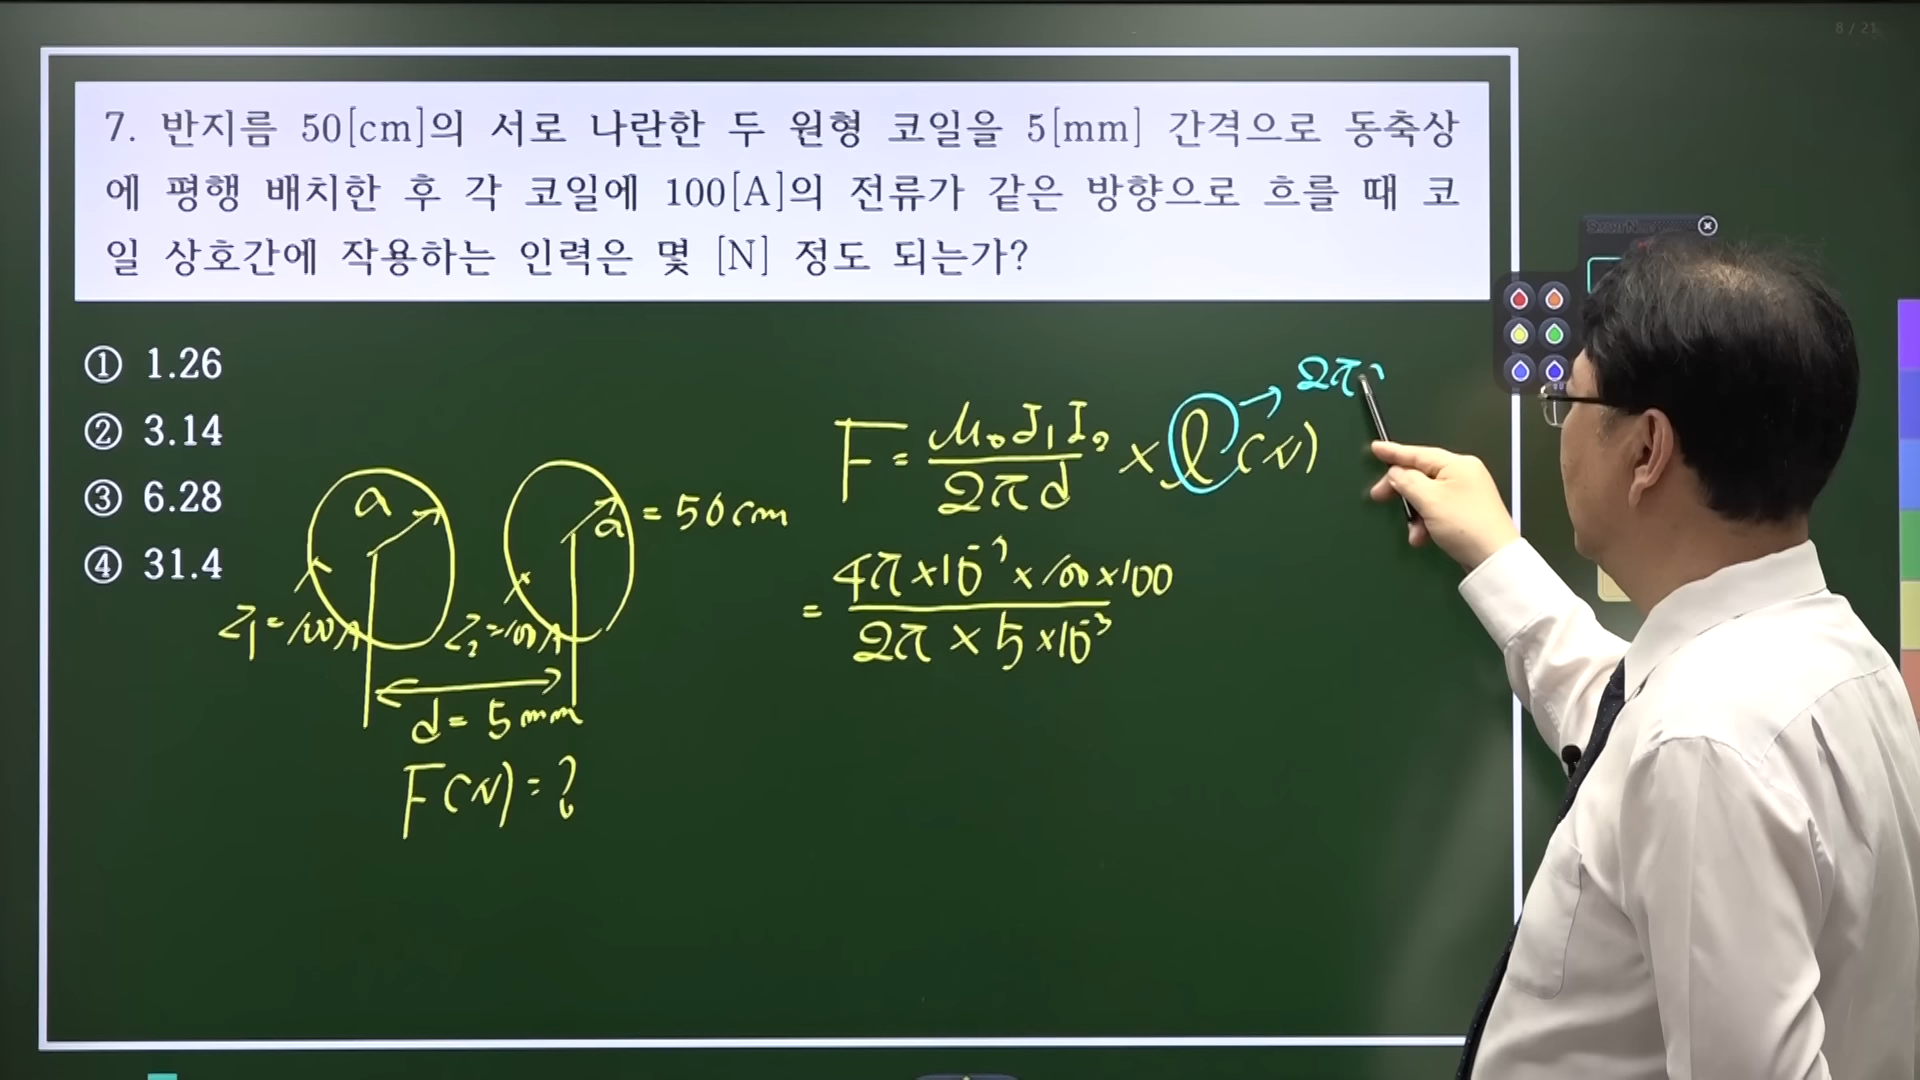 8 / 21
7. 반지름 50[cm]의 서로 나란한 두 원형 코일을 5[mm] 간격으로 동축상
에 평행 배치한 후 각 코일에 100[A]의 전류가 같은 방향으로 흐를 때 코
일 상호간에 작용하는 인력은 몇 [N] 정도 되는가?
① 1.26
② 3.14
③ 6.28
④ 31.4
a
a = 50cm
I₁ = 100A
I₂ = 100A
d = 5mm
F(N) = ?
F = μ₀I₁I₂ / 2πd × l (N)
→ 2π
= 4π×10⁻⁷×100×100 / 2π × 5×10⁻³